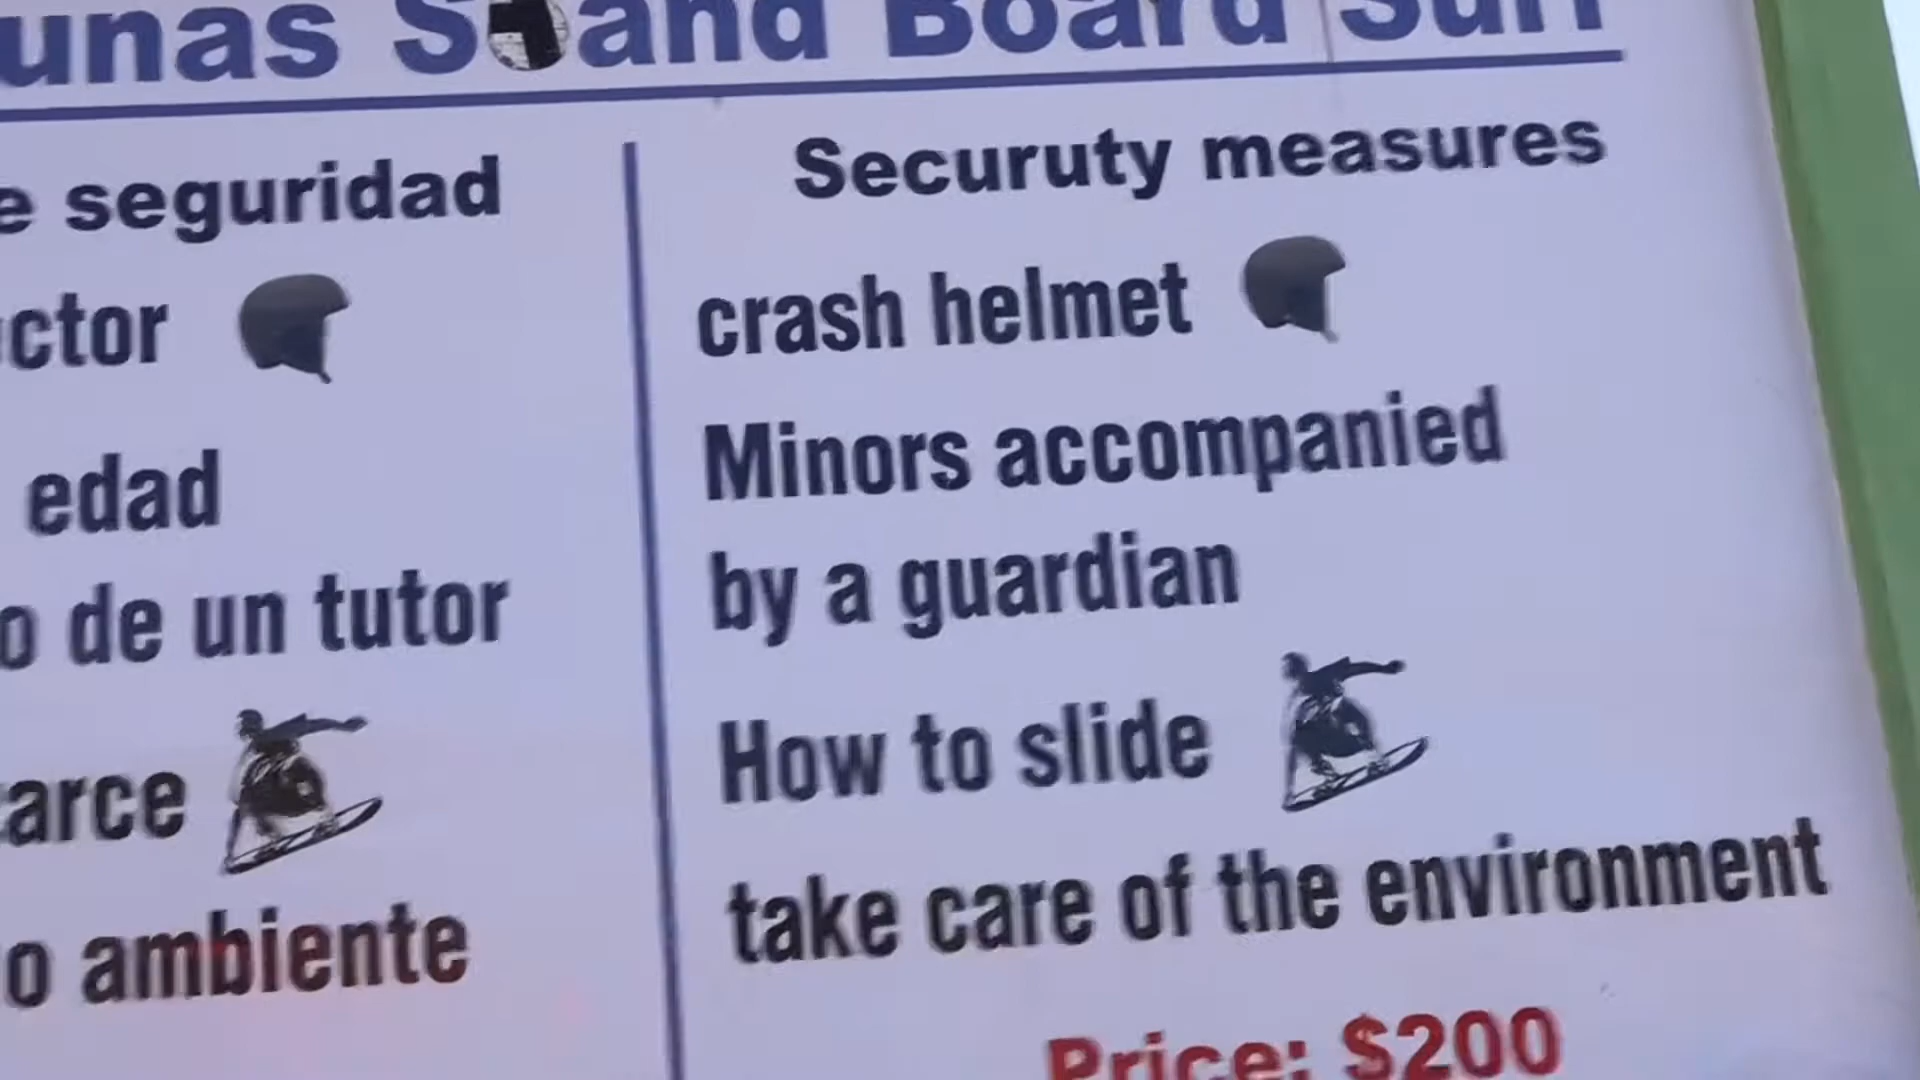 unas Sand Board Surf
e seguridad
ctor
edad
o de un tutor
arce
o ambiente
Securuty measures
crash helmet
Minors accompanied
by a guardian
How to slide
take care of the environment
Price: $200